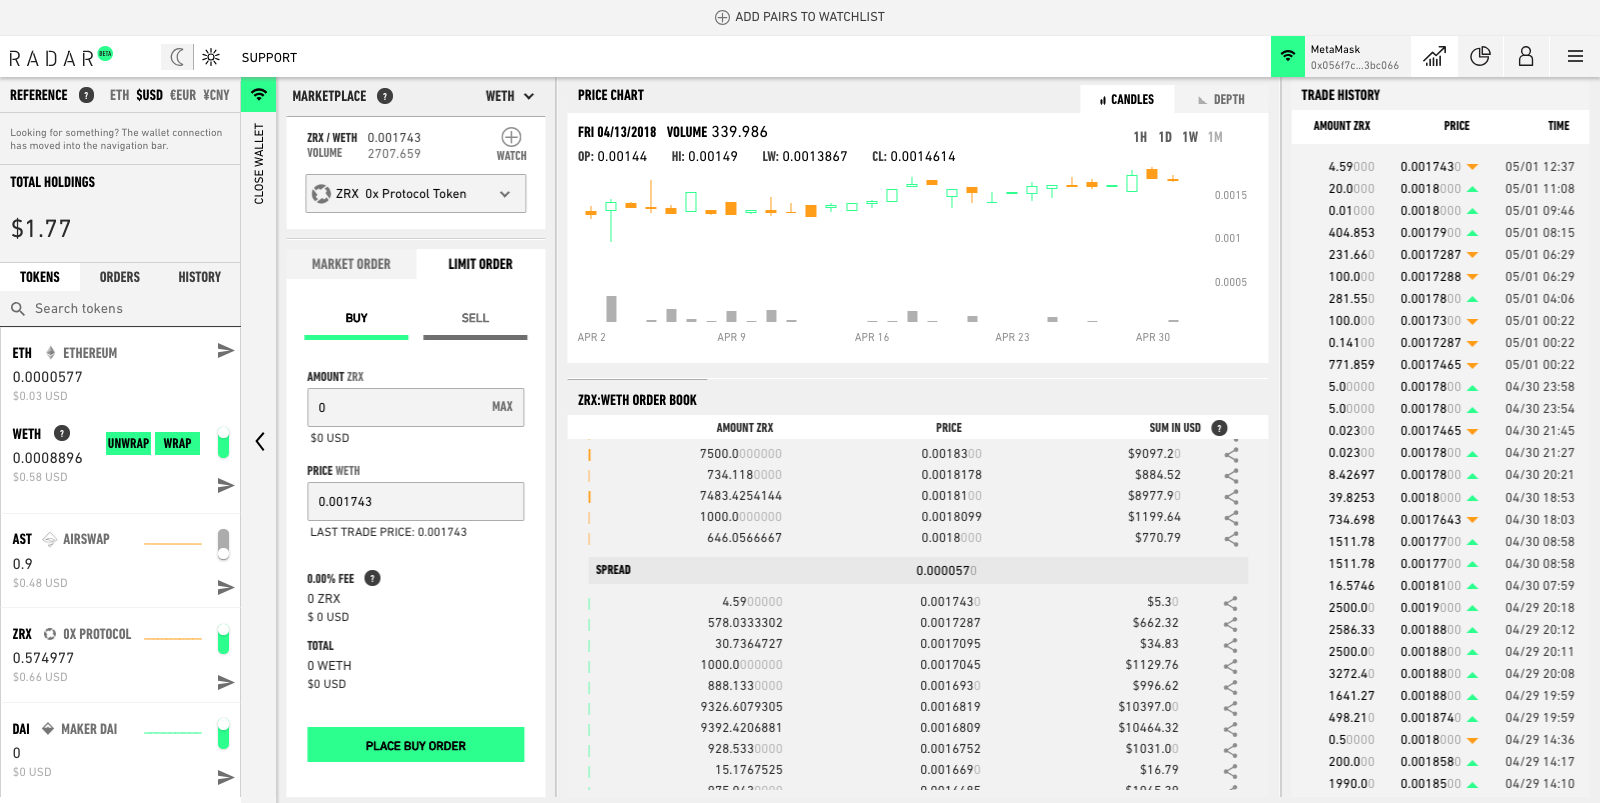 ADD PAIRS TO WATCHLIST
RADAR BETA
SUPPORT
MetaMask
0x056f7c...3bc066
REFERENCE ? ETH $USD €EUR ¥CNY
Looking for something? The wallet connection
has moved into the navigation bar.
TOTAL HOLDINGS
$1.77
TOKENS ORDERS HISTORY
Search tokens
ETH ETHEREUM
0.0000577
$0.03 USD
WETH ?
UNWRAP WRAP
0.0008896
$0.58 USD
AST AIRSWAP
0.9
$0.48 USD
ZRX 0X PROTOCOL
0.574977
$0.66 USD
DAI MAKER DAI
0
$0 USD
CLOSE WALLET
MARKETPLACE ? WETH
ZRX / WETH 0.001743
VOLUME 2707.659
WATCH
ZRX 0x Protocol Token
MARKET ORDER LIMIT ORDER
BUY SELL
AMOUNT ZRX
0 MAX
$0 USD
PRICE WETH
0.001743
LAST TRADE PRICE: 0.001743
0.00% FEE ?
0 ZRX
$ 0 USD
TOTAL
0 WETH
$0 USD
PLACE BUY ORDER
PRICE CHART
CANDLES DEPTH
FRI 04/13/2018 VOLUME 339.986
1H 1D 1W 1M
OP: 0.00144 HI: 0.00149 LW: 0.0013867 CL: 0.0014614
0.0015
0.001
0.0005
APR 2 APR 9 APR 16 APR 23 APR 30
ZRX:WETH ORDER BOOK
AMOUNT ZRX PRICE SUM IN USD ?
7500.0000000 0.0018300 $9097.20
734.1180000 0.0018178 $884.52
7483.4254144 0.0018100 $8977.90
1000.0000000 0.0018099 $1199.64
646.0566667 0.0018000 $770.79
SPREAD 0.0000570
4.5900000 0.0017430 $5.30
578.0333302 0.0017287 $662.32
30.7364727 0.0017095 $34.83
1000.0000000 0.0017045 $1129.76
888.1330000 0.0016930 $996.62
9326.6079305 0.0016819 $10397.00
9392.4206881 0.0016809 $10464.32
928.5330000 0.0016752 $1031.00
15.1767525 0.0016690 $16.79
TRADE HISTORY
AMOUNT ZRX PRICE TIME
4.59000 0.0017430 05/01 12:37
20.0000 0.0018000 05/01 11:08
0.01000 0.0018000 05/01 09:46
404.853 0.0017900 05/01 08:15
231.660 0.0017287 05/01 06:29
100.000 0.0017288 05/01 06:29
281.550 0.0017800 05/01 04:06
100.000 0.0017300 05/01 00:22
0.14100 0.0017287 05/01 00:22
771.859 0.0017465 05/01 00:22
5.00000 0.0017800 04/30 23:58
5.00000 0.0017800 04/30 23:54
0.02300 0.0017465 04/30 21:45
0.02300 0.0017800 04/30 21:27
8.42697 0.0017800 04/30 20:21
39.8253 0.0018000 04/30 18:53
734.698 0.0017643 04/30 18:03
1511.78 0.0017700 04/30 08:58
1511.78 0.0017700 04/30 08:58
16.5746 0.0018100 04/30 07:59
2500.00 0.0019000 04/29 20:18
2586.33 0.0018800 04/29 20:12
2500.00 0.0018800 04/29 20:11
3272.40 0.0018800 04/29 20:08
1641.27 0.0018800 04/29 19:59
498.210 0.0018740 04/29 19:59
0.50000 0.0018000 04/29 14:36
200.000 0.0018580 04/29 14:17
1990.00 0.0018500 04/29 14:10